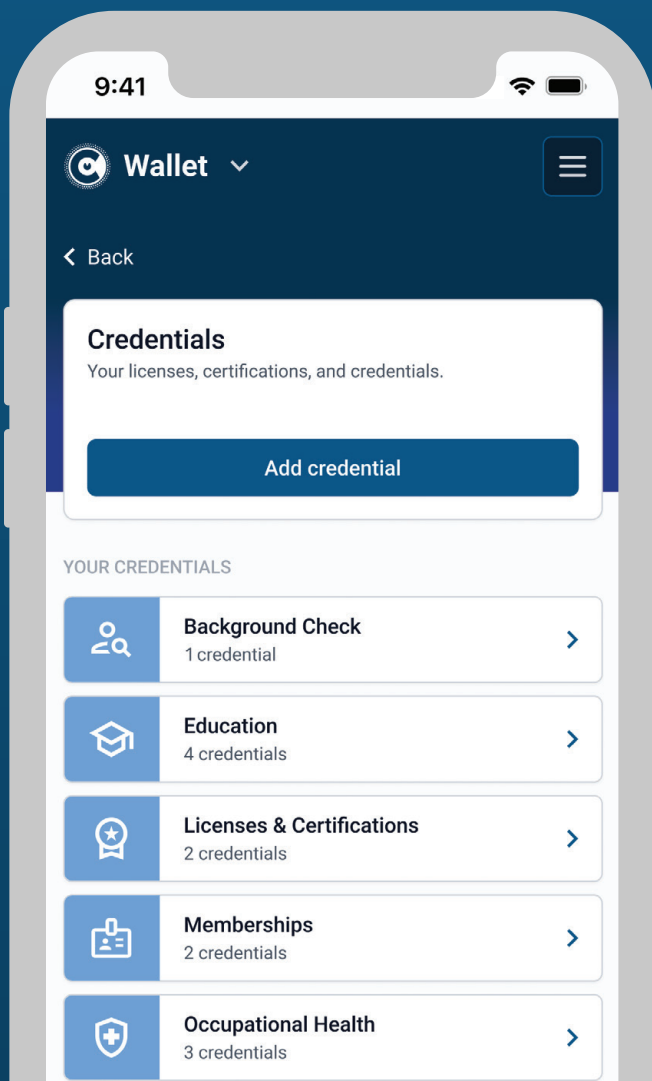 9:41
Wallet
Back
Credentials
Your licenses, certifications, and credentials.
Add credential
YOUR CREDENTIALS
Background Check
1 credential
Education
4 credentials
Licenses & Certifications
2 credentials
Memberships
2 credentials
Occupational Health
3 credentials